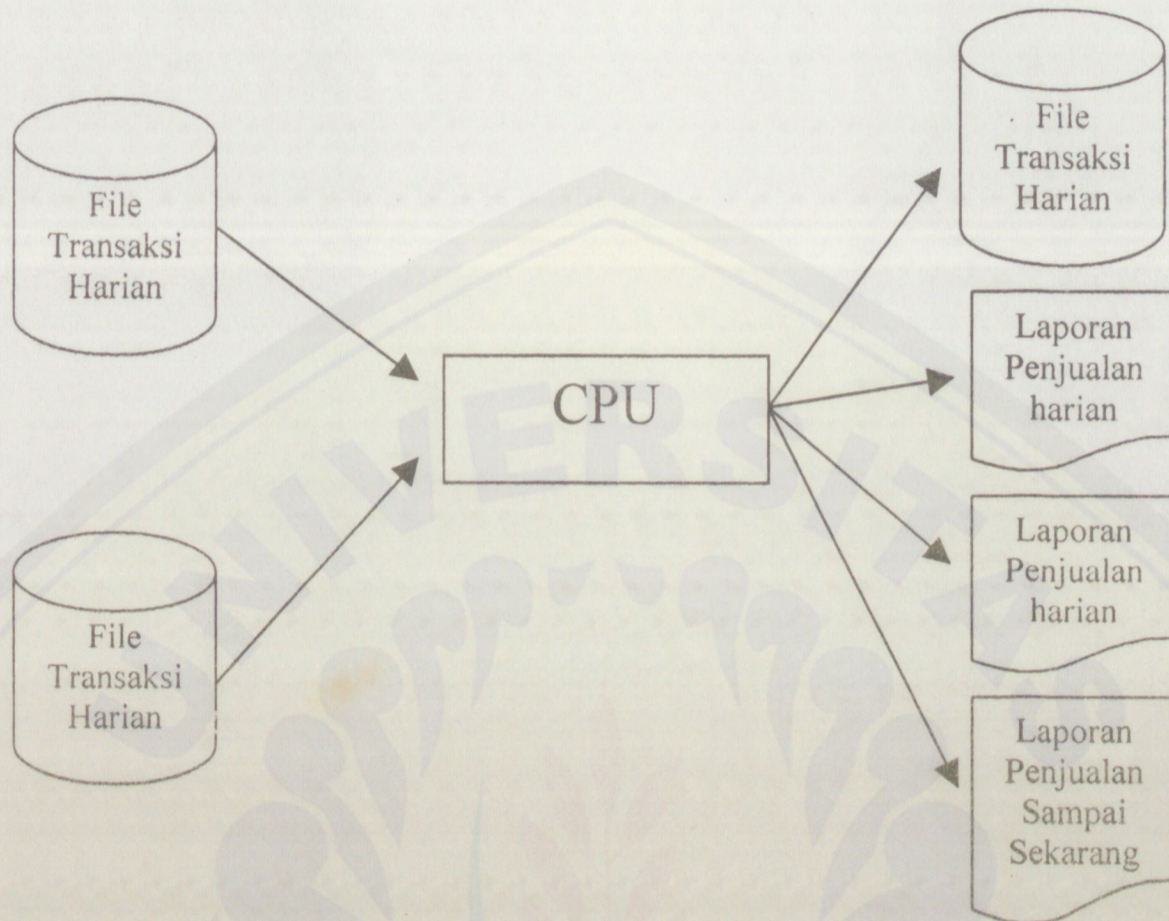 File
Transaksi
Harian
File
Transaksi
Harian
CPU
File
Transaksi
Harian
Laporan
Penjualan
harian
Laporan
Penjualan
harian
Laporan
Penjualan
Sampai
Sekarang
UNIVERSITAS